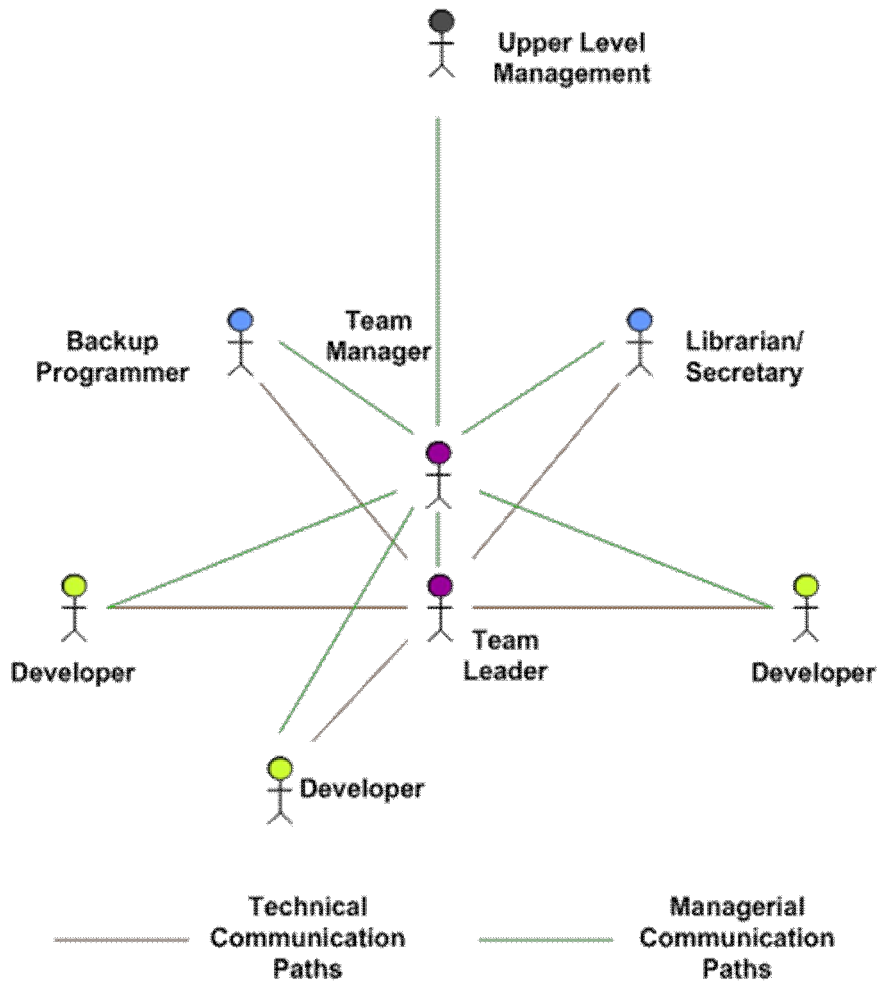 Upper Level
Management
Team
Manager
Backup
Programmer
Librarian/
Secretary
Team
Leader
Developer
Developer
Developer
Technical
Communication
Paths
Managerial
Communication
Paths